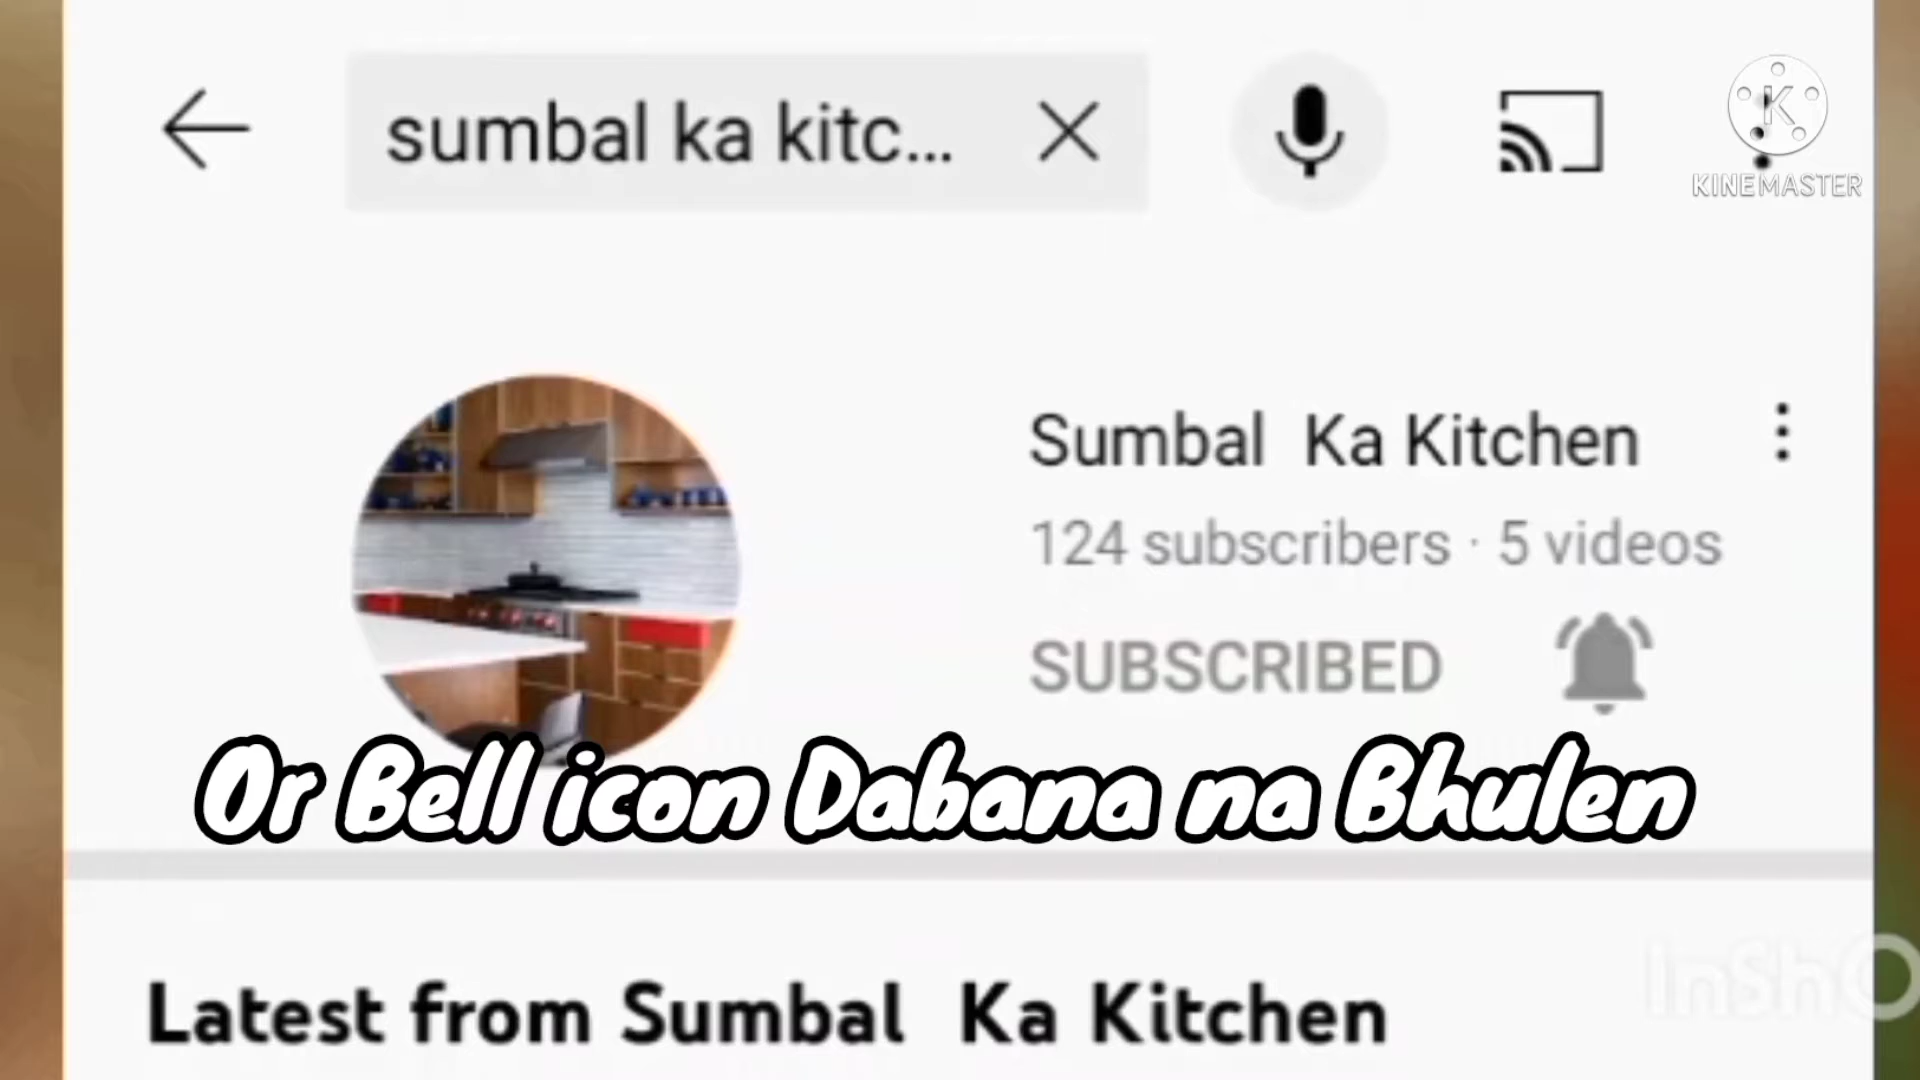 sumbal ka kitc...
KINEMASTER
Sumbal Ka Kitchen
124 subscribers · 5 videos
SUBSCRIBED
Or Bell icon Dabana na Bhulen
InShO
Latest from Sumbal Ka Kitchen